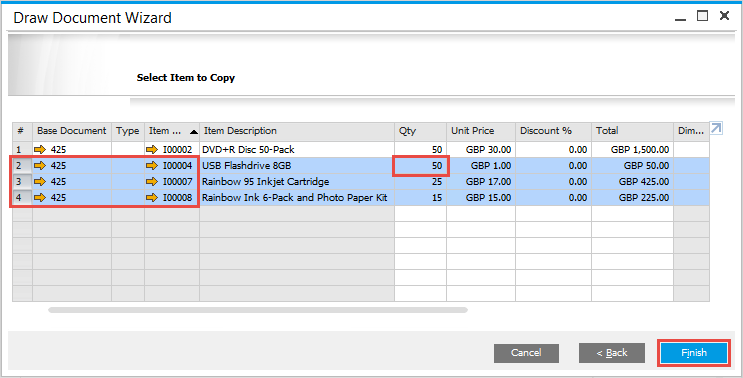 Draw Document Wizard
Select Item to Copy
# Base Document Type Item ... Item Description Qty Unit Price Discount % Total Dim...
1 425 I00002 DVD+R Disc 50-Pack 50 GBP 30.00 0.00 GBP 1,500.00
2 425 I00004 USB Flashdrive 8GB 50 GBP 1.00 0.00 GBP 50.00
3 425 I00007 Rainbow 95 Inkjet Cartridge 25 GBP 17.00 0.00 GBP 425.00
4 425 I00008 Rainbow Ink 6-Pack and Photo Paper Kit 15 GBP 15.00 0.00 GBP 225.00
Cancel < Back Finish